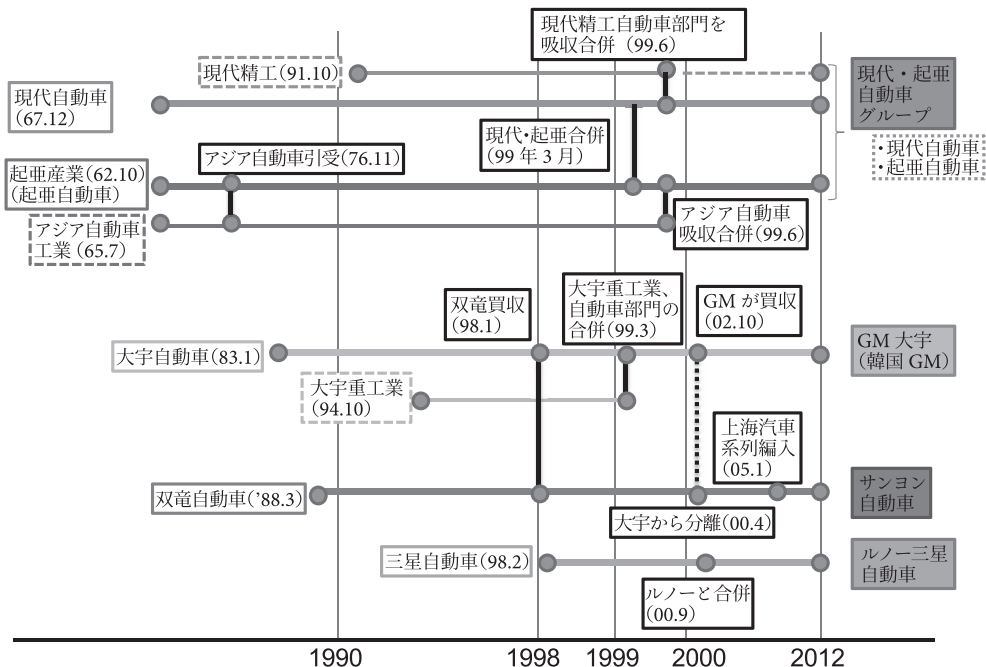 現代精工自動車部門を
吸収合併（99.6）
現代精工（91.10）
現代自動車
（67.12）
現代・起亜
自動車
グループ
・現代自動車
・起亜自動車
現代・起亜合併
（99 年 3 月）
アジア自動車引受（76.11）
起亜産業（62.10）
（起亜自動車）
アジア自動車
工業（65.7）
アジア自動車
吸収合併（99.6）
双竜買収
（98.1）
大宇重工業、
自動車部門の
合併（99.3）
GM が買収
（02.10）
大宇自動車（83.1）
GM 大宇
（韓国 GM）
大宇重工業
（94.10）
上海汽車
系列編入
（05.1）
双竜自動車（’88.3）
サンヨン
自動車
大宇から分離（00.4）
三星自動車（98.2）
ルノー三星
自動車
ルノーと合併
（00.9）
1990 1998 1999 2000 2012